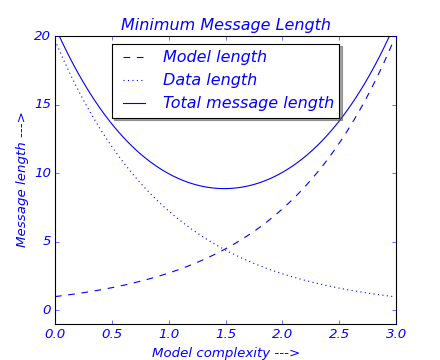 Minimum Message Length
Model length
Data length
Total message length
Message length --->
20
15
10
5
0
0.0 0.5 1.0 1.5 2.0 2.5 3.0
Model complexity --->